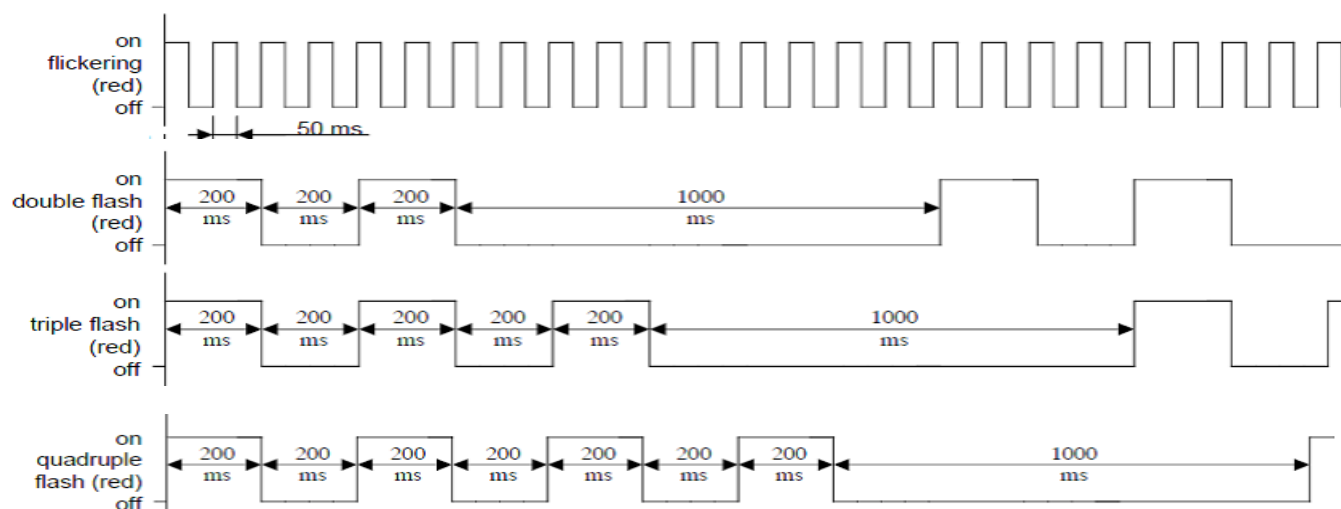 on
flickering
(red)
off
50 ms
on
double flash
(red)
off
200 200 200 1000
ms ms ms ms
on
triple flash
(red)
off
200 200 200 200 200 1000
ms ms ms ms ms ms
on
quadruple
flash (red)
off
200 200 200 200 200 200 200 1000
ms ms ms ms ms ms ms ms